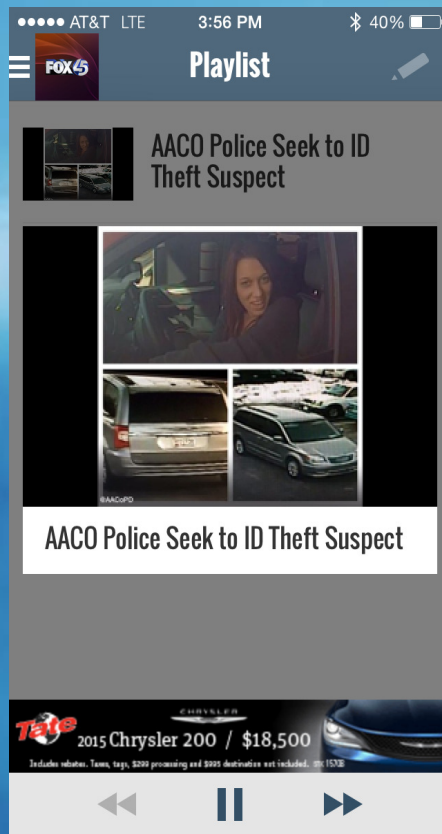 AT&T LTE 3:56 PM 40%
FOX45
Playlist
AACO Police Seek to ID
Theft Suspect
@AACoPD
AACO Police Seek to ID Theft Suspect
CHRYSLER
Tate
2015 Chrysler 200 / $18,500
Includes rebates. Taxes, tags, $299 processing and $995 destination not included. STK 1570B